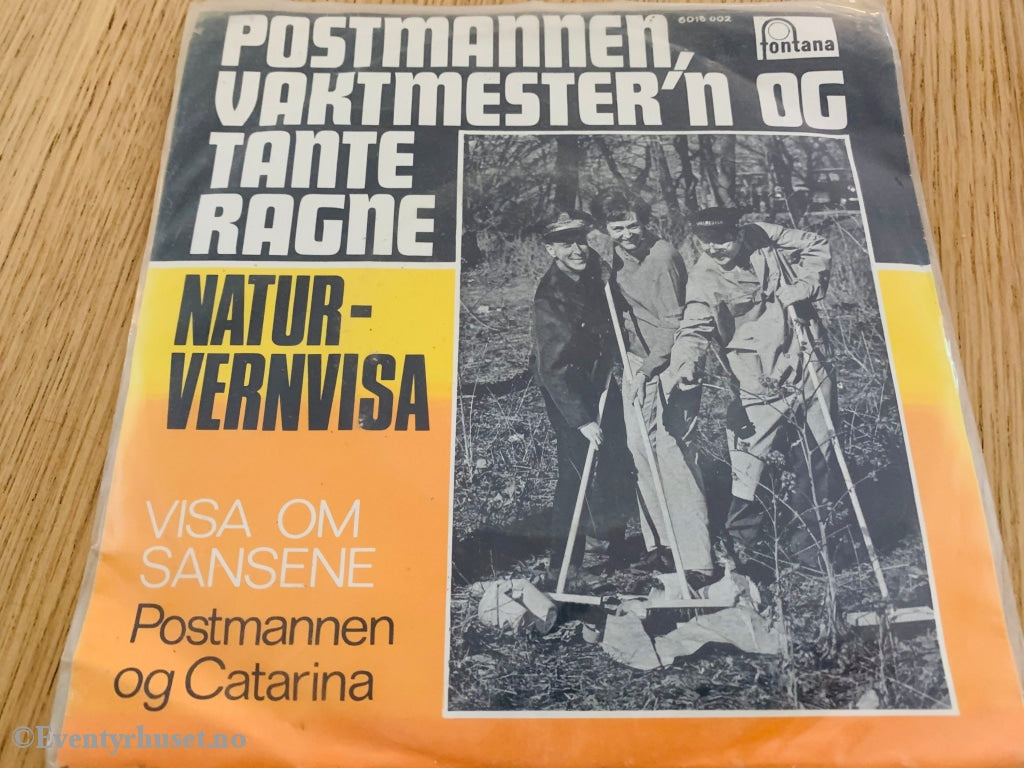 POSTMANNEN,
VAKTMESTER'N OG
TANTE
RAGNE
6015 002
fontana
NATUR-
VERNVISA
VISA OM
SANSENE
Postmannen
og Catarina
©Eventyrhuset.no